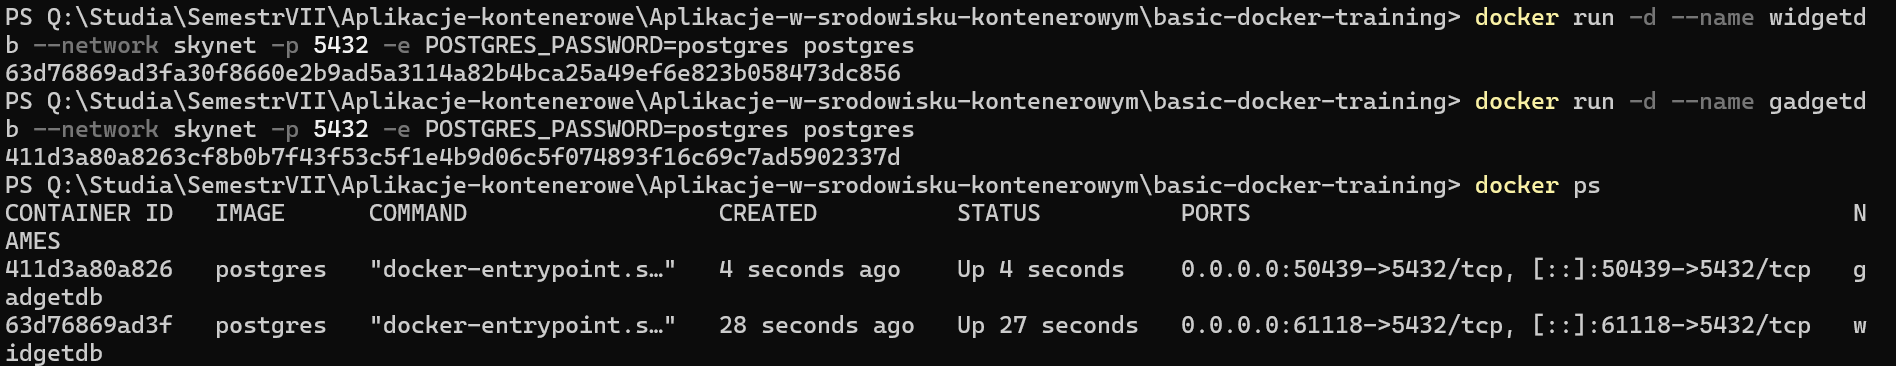 PS Q:\Studia\SemestrVII\Aplikacje-kontenerowe\Aplikacje-w-srodowisku-kontenerowym\basic-docker-training> docker run -d --name widgetd
b --network skynet -p 5432 -e POSTGRES_PASSWORD=postgres postgres
63d76869ad3fa30f8660e2b9ad5a3114a82b4bca25a49ef6e823b058473dc856
PS Q:\Studia\SemestrVII\Aplikacje-kontenerowe\Aplikacje-w-srodowisku-kontenerowym\basic-docker-training> docker run -d --name gadgetd
b --network skynet -p 5432 -e POSTGRES_PASSWORD=postgres postgres
411d3a80a8263cf8b0b7f43f53c5f1e4b9d06c5f074893f16c69c7ad5902337d
PS Q:\Studia\SemestrVII\Aplikacje-kontenerowe\Aplikacje-w-srodowisku-kontenerowym\basic-docker-training> docker ps
CONTAINER ID   IMAGE      COMMAND                  CREATED          STATUS          PORTS                                           N
AMES
411d3a80a826   postgres   "docker-entrypoint.s…"   4 seconds ago    Up 4 seconds    0.0.0.0:50439->5432/tcp, [::]:50439->5432/tcp   g
adgetdb
63d76869ad3f   postgres   "docker-entrypoint.s…"   28 seconds ago   Up 27 seconds   0.0.0.0:61118->5432/tcp, [::]:61118->5432/tcp   w
idgetdb